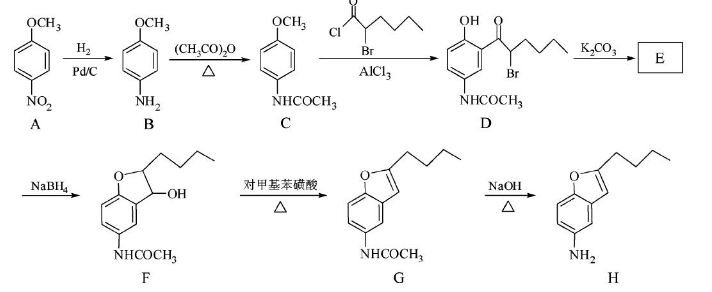 OCH₃
NO₂
A
H₂
Pd/C
OCH₃
NH₂
B
(CH₃CO)₂O
△
OCH₃
NHCOCH₃
C
O
Cl
Br
AlCl₃
OH
O
Br
NHCOCH₃
D
K₂CO₃
E
NaBH₄
O
OH
NHCOCH₃
F
对甲基苯磺酸
△
O
NHCOCH₃
G
NaOH
△
O
NH₂
H